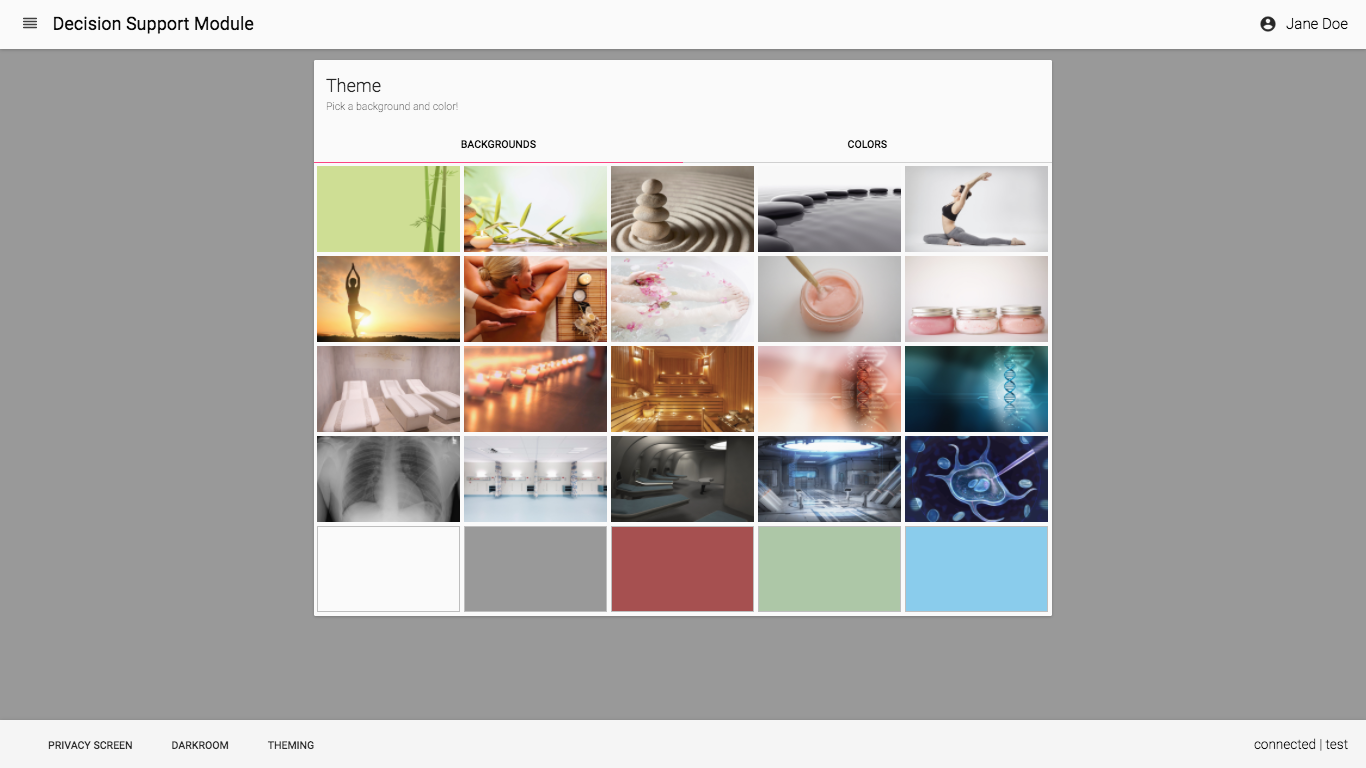 Decision Support Module
Jane Doe
Theme
Pick a background and color!
BACKGROUNDS
COLORS
PRIVACY SCREEN
DARKROOM
THEMING
connected | test